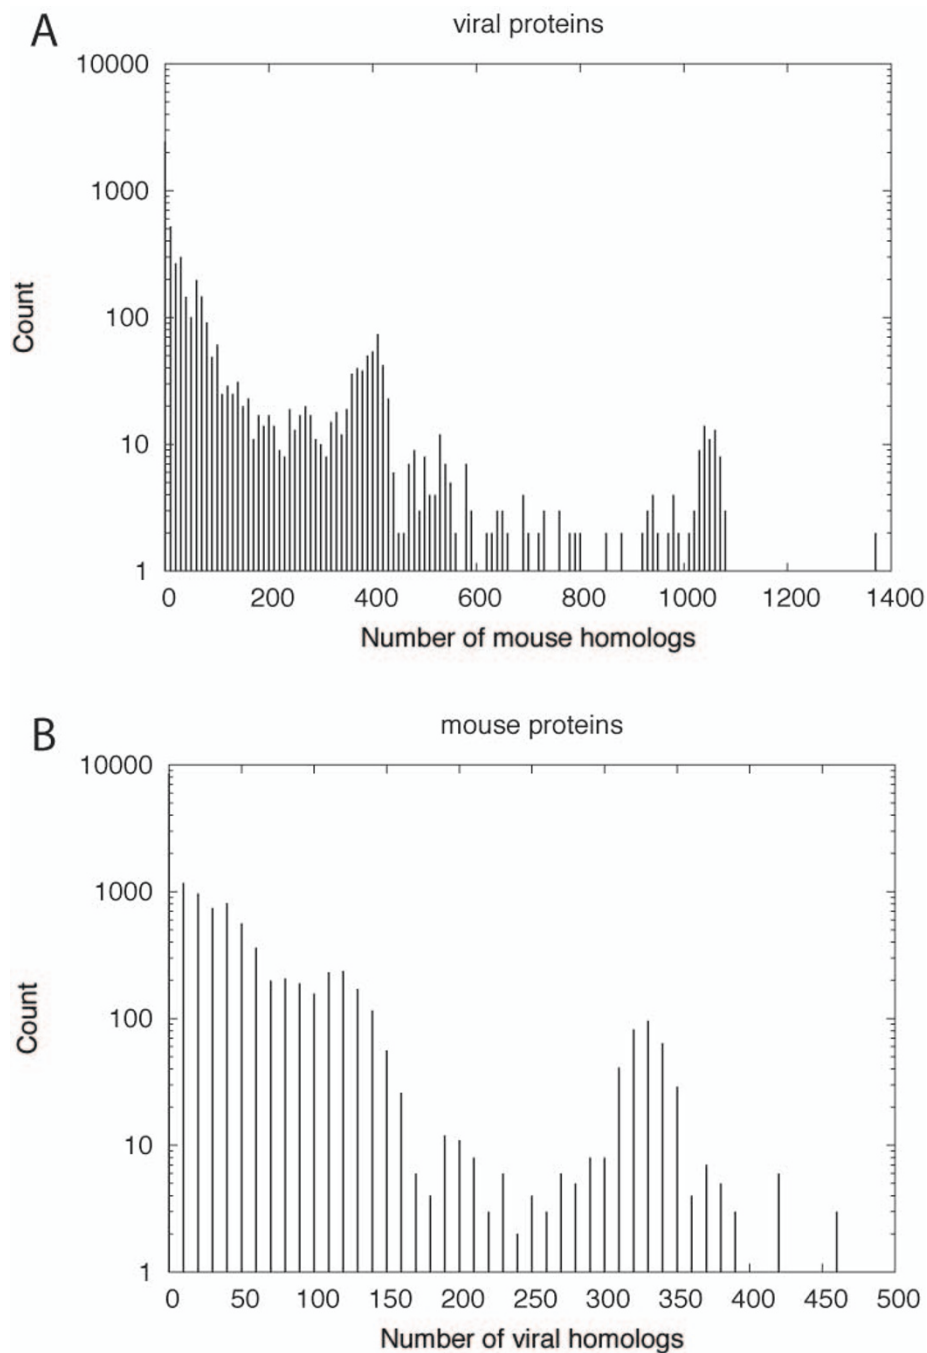 A
viral proteins
10000
1000
100
10
1
Count
0 200 400 600 800 1000 1200 1400
Number of mouse homologs
B
mouse proteins
10000
1000
100
10
1
Count
0 50 100 150 200 250 300 350 400 450 500
Number of viral homologs